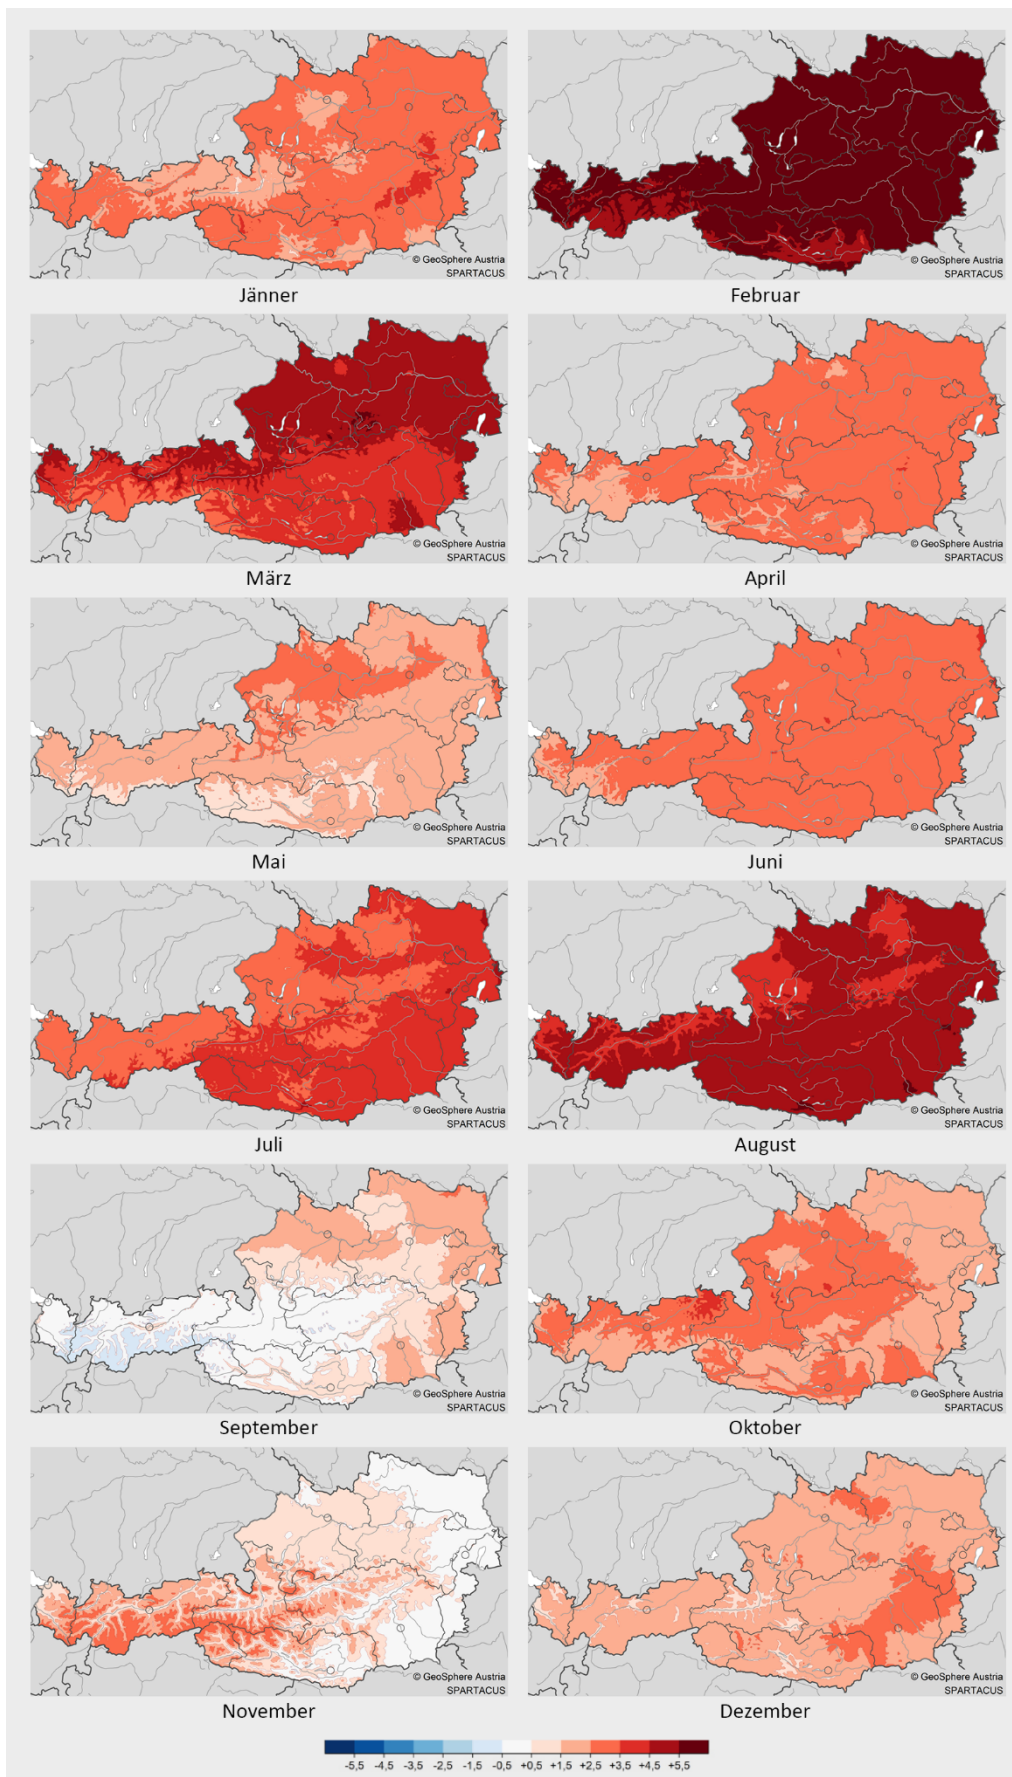 © GeoSphere Austria
SPARTACUS
Jänner
© GeoSphere Austria
SPARTACUS
Februar
© GeoSphere Austria
SPARTACUS
März
© GeoSphere Austria
SPARTACUS
April
© GeoSphere Austria
SPARTACUS
Mai
© GeoSphere Austria
SPARTACUS
Juni
© GeoSphere Austria
SPARTACUS
Juli
© GeoSphere Austria
SPARTACUS
August
© GeoSphere Austria
SPARTACUS
September
© GeoSphere Austria
SPARTACUS
Oktober
© GeoSphere Austria
SPARTACUS
November
© GeoSphere Austria
SPARTACUS
Dezember
-5,5 -4,5 -3,5 -2,5 -1,5 -0,5 +0,5 +1,5 +2,5 +3,5 +4,5 +5,5